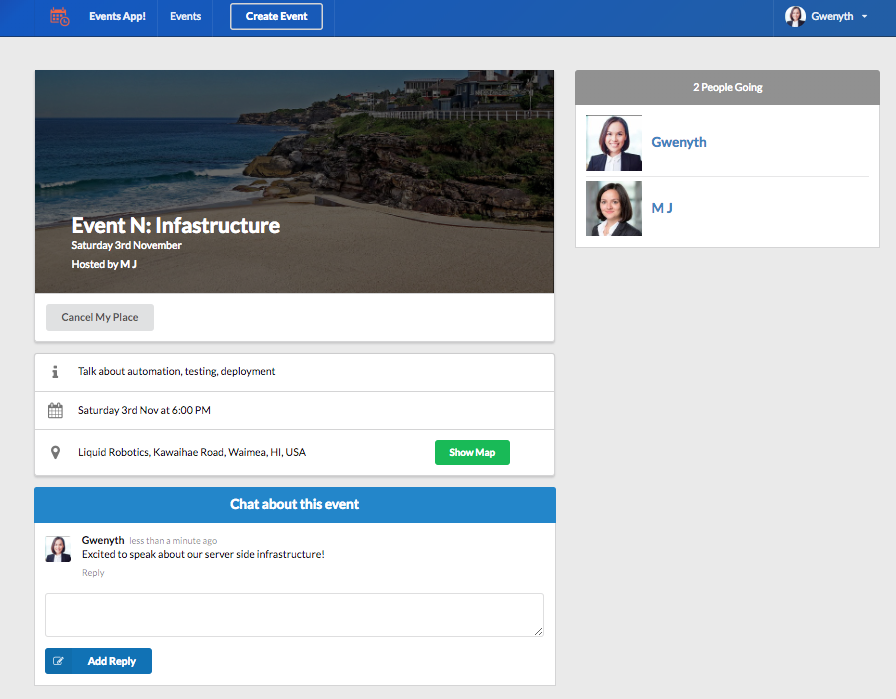 Events App!
Events
Create Event
Gwenyth
Event N: Infastructure
Saturday 3rd November
Hosted by M J
Cancel My Place
Talk about automation, testing, deployment
Saturday 3rd Nov at 6:00 PM
Liquid Robotics, Kawaihae Road, Waimea, HI, USA
Show Map
Chat about this event
Gwenyth less than a minute ago
Excited to speak about our server side infrastructure!
Reply
Add Reply
2 People Going
Gwenyth
M J